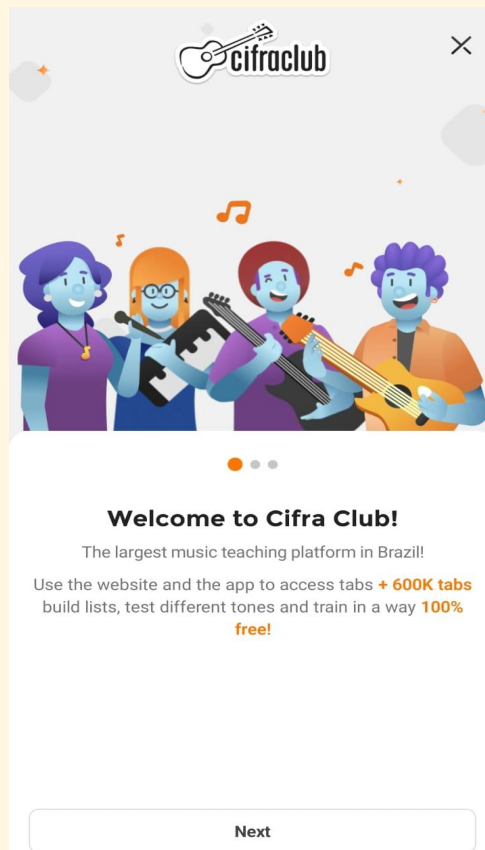 cifraclub
Welcome to Cifra Club!
The largest music teaching platform in Brazil!
Use the website and the app to access tabs + 600K tabs
build lists, test different tones and train in a way 100%
free!
Next